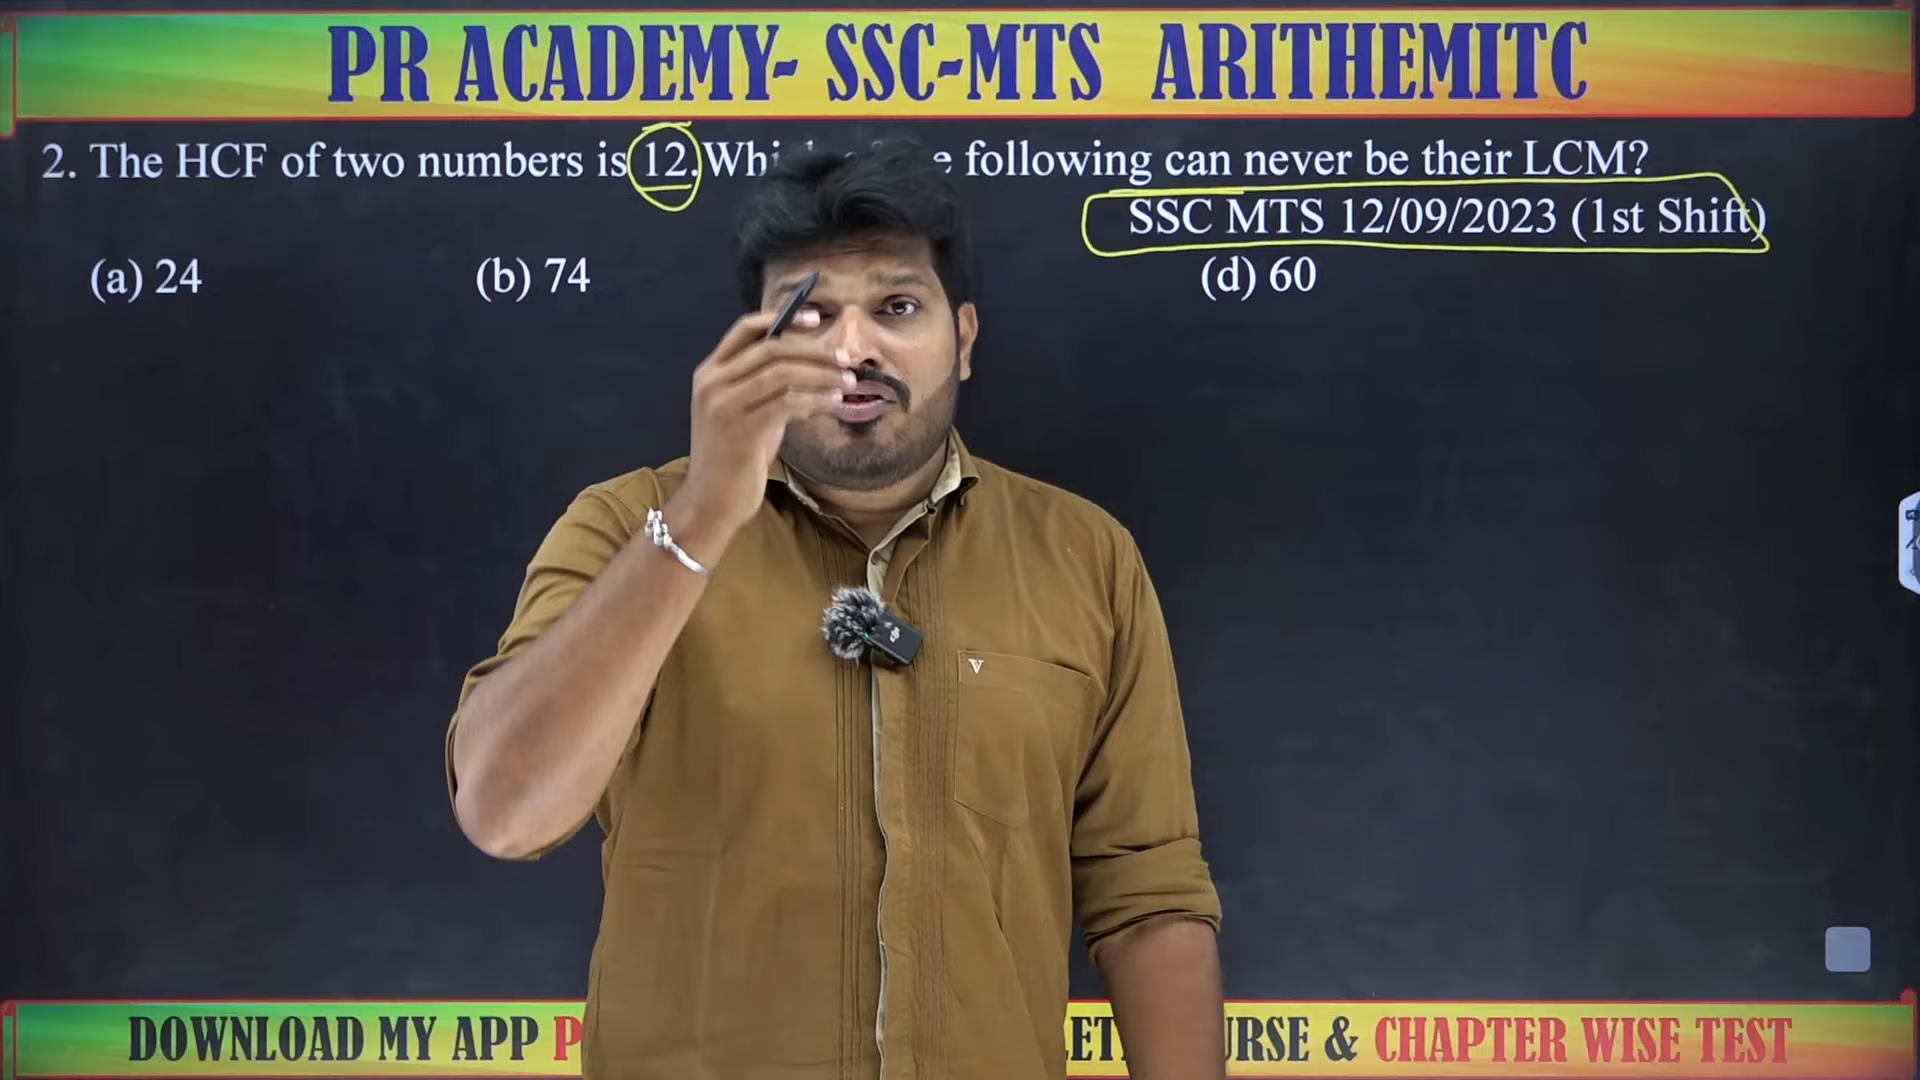 PR ACADEMY- SSC-MTS ARITHEMITC
2. The HCF of two numbers is 12. following can never be their LCM?
SSC MTS 12/09/2023 (1st Shift)
(a) 24 (b) 74 (d) 60
DOWNLOAD MY APP & CHAPTER WISE TEST